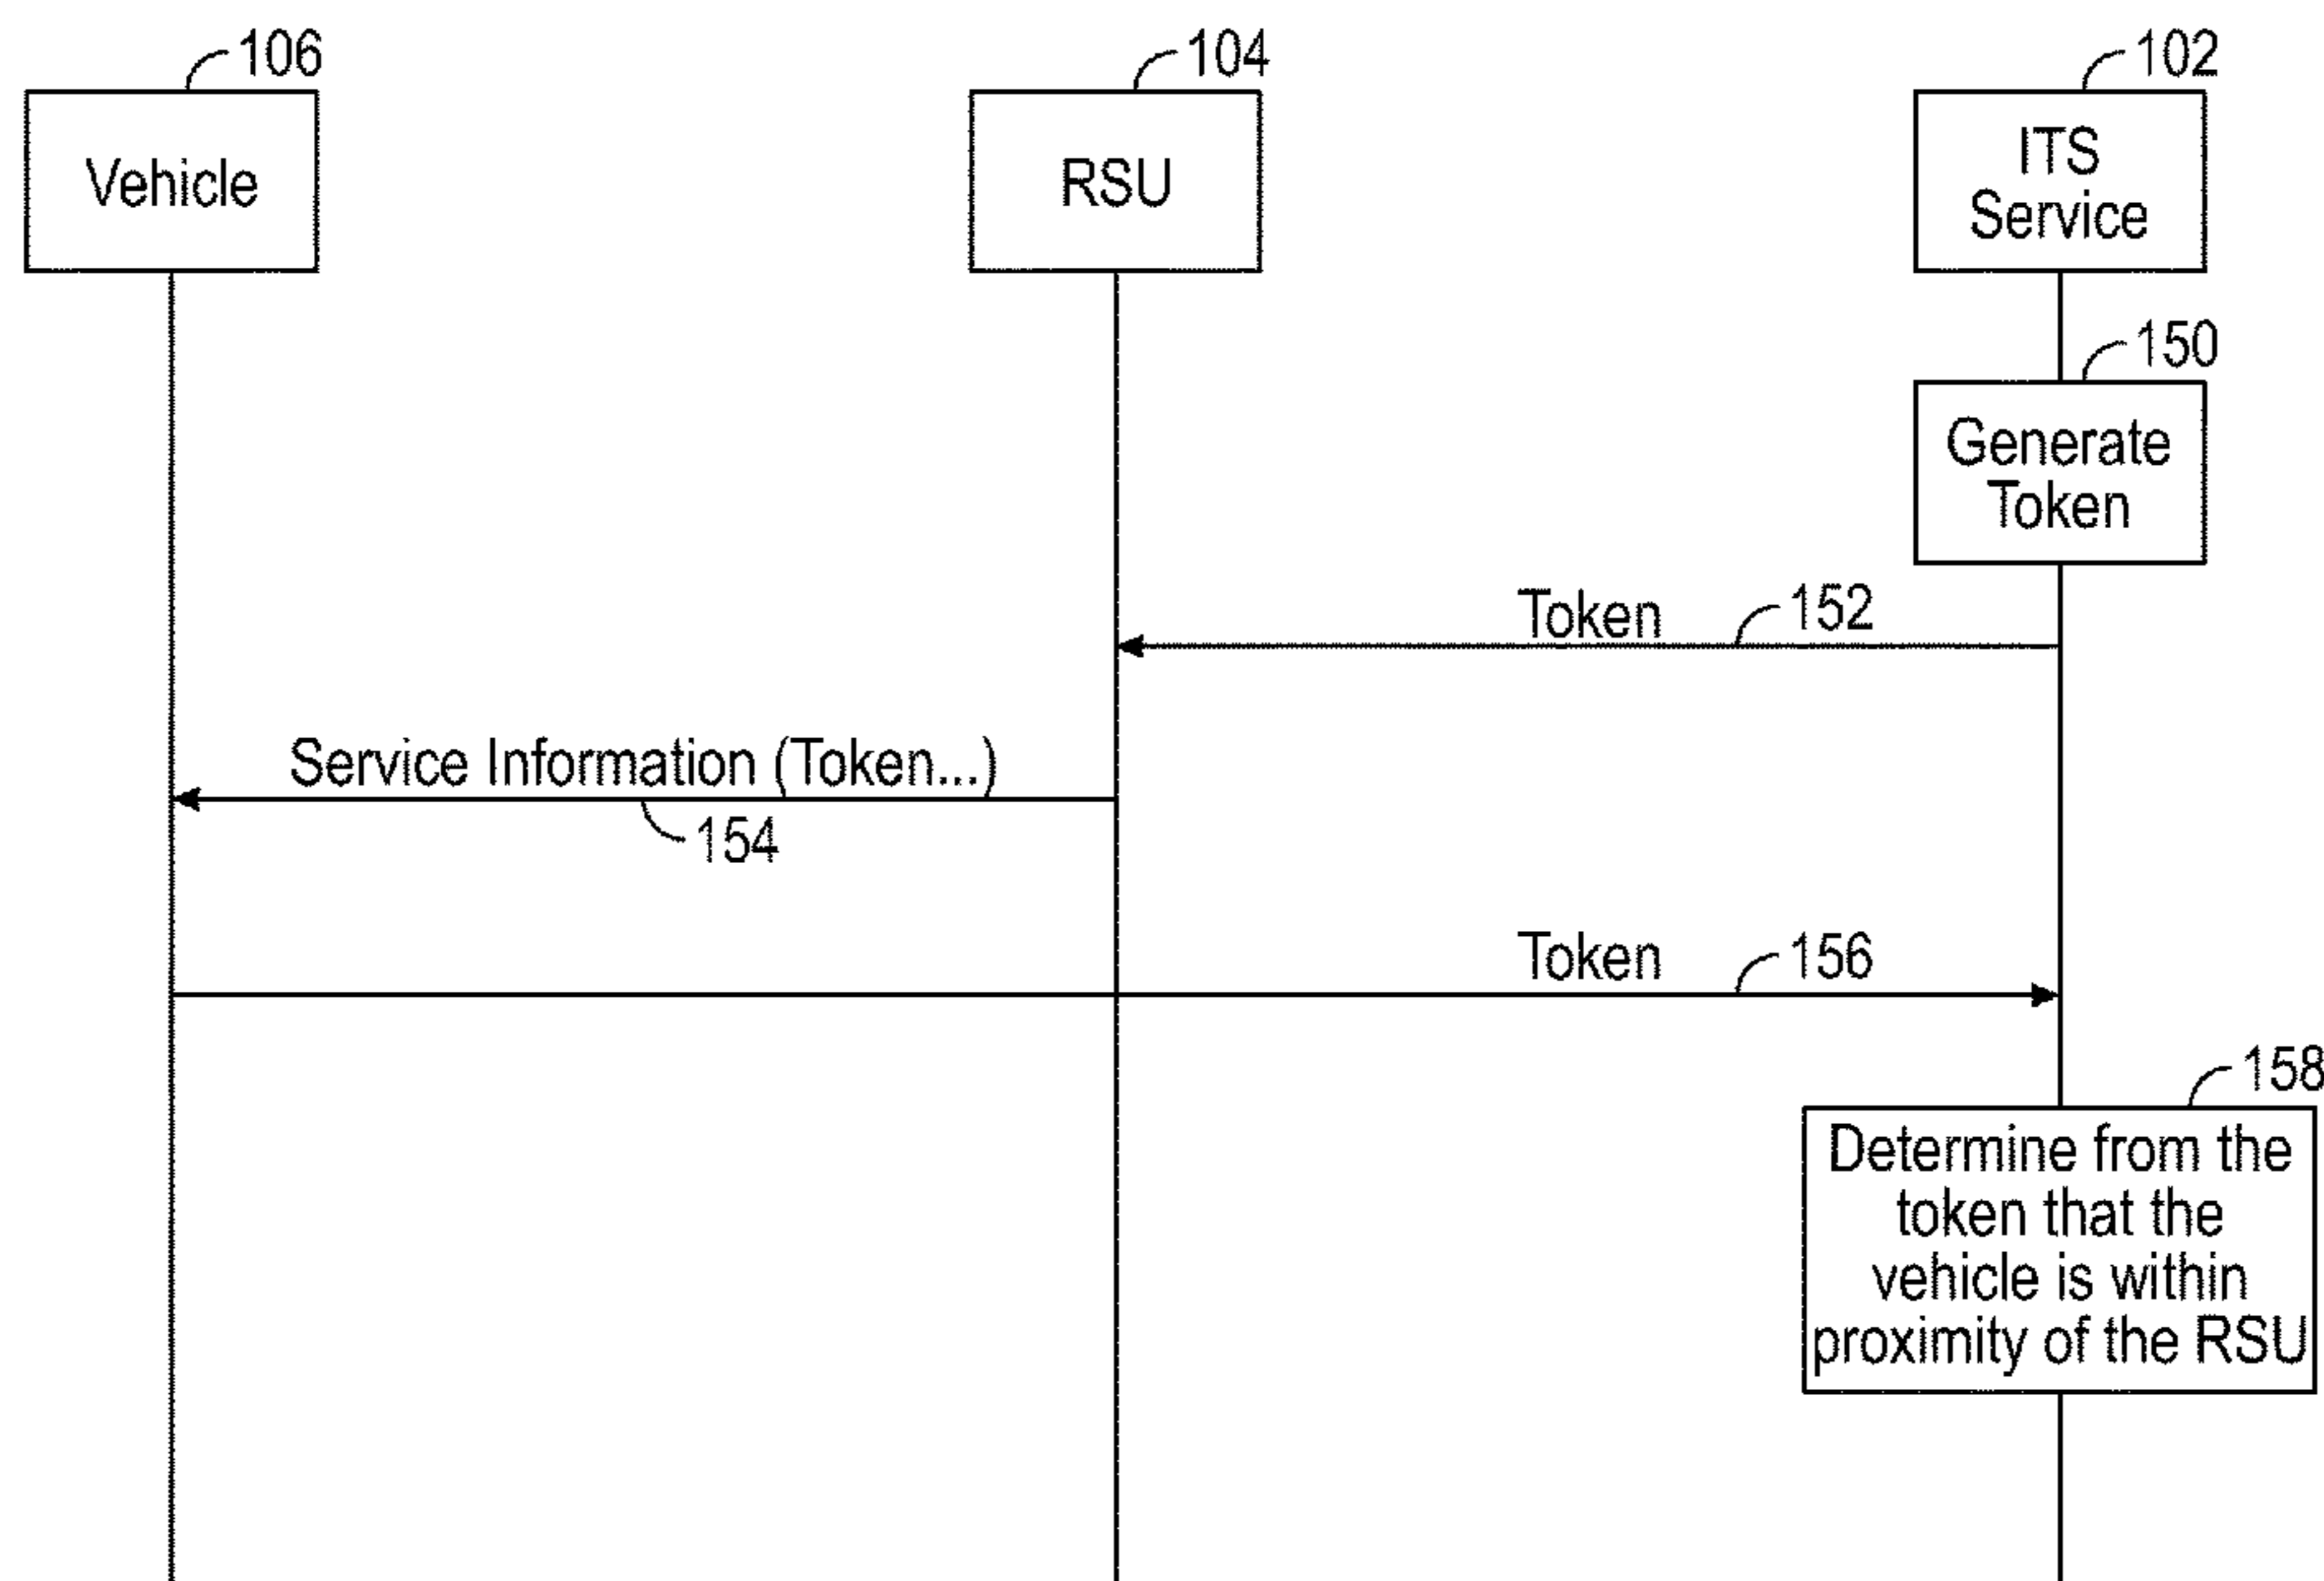 106
104
102
Vehicle
RSU
ITS
Service
150
Generate
Token
Token
152
Service Information (Token...)
154
Token
156
158
Determine from the
token that the
vehicle is within
proximity of the RSU